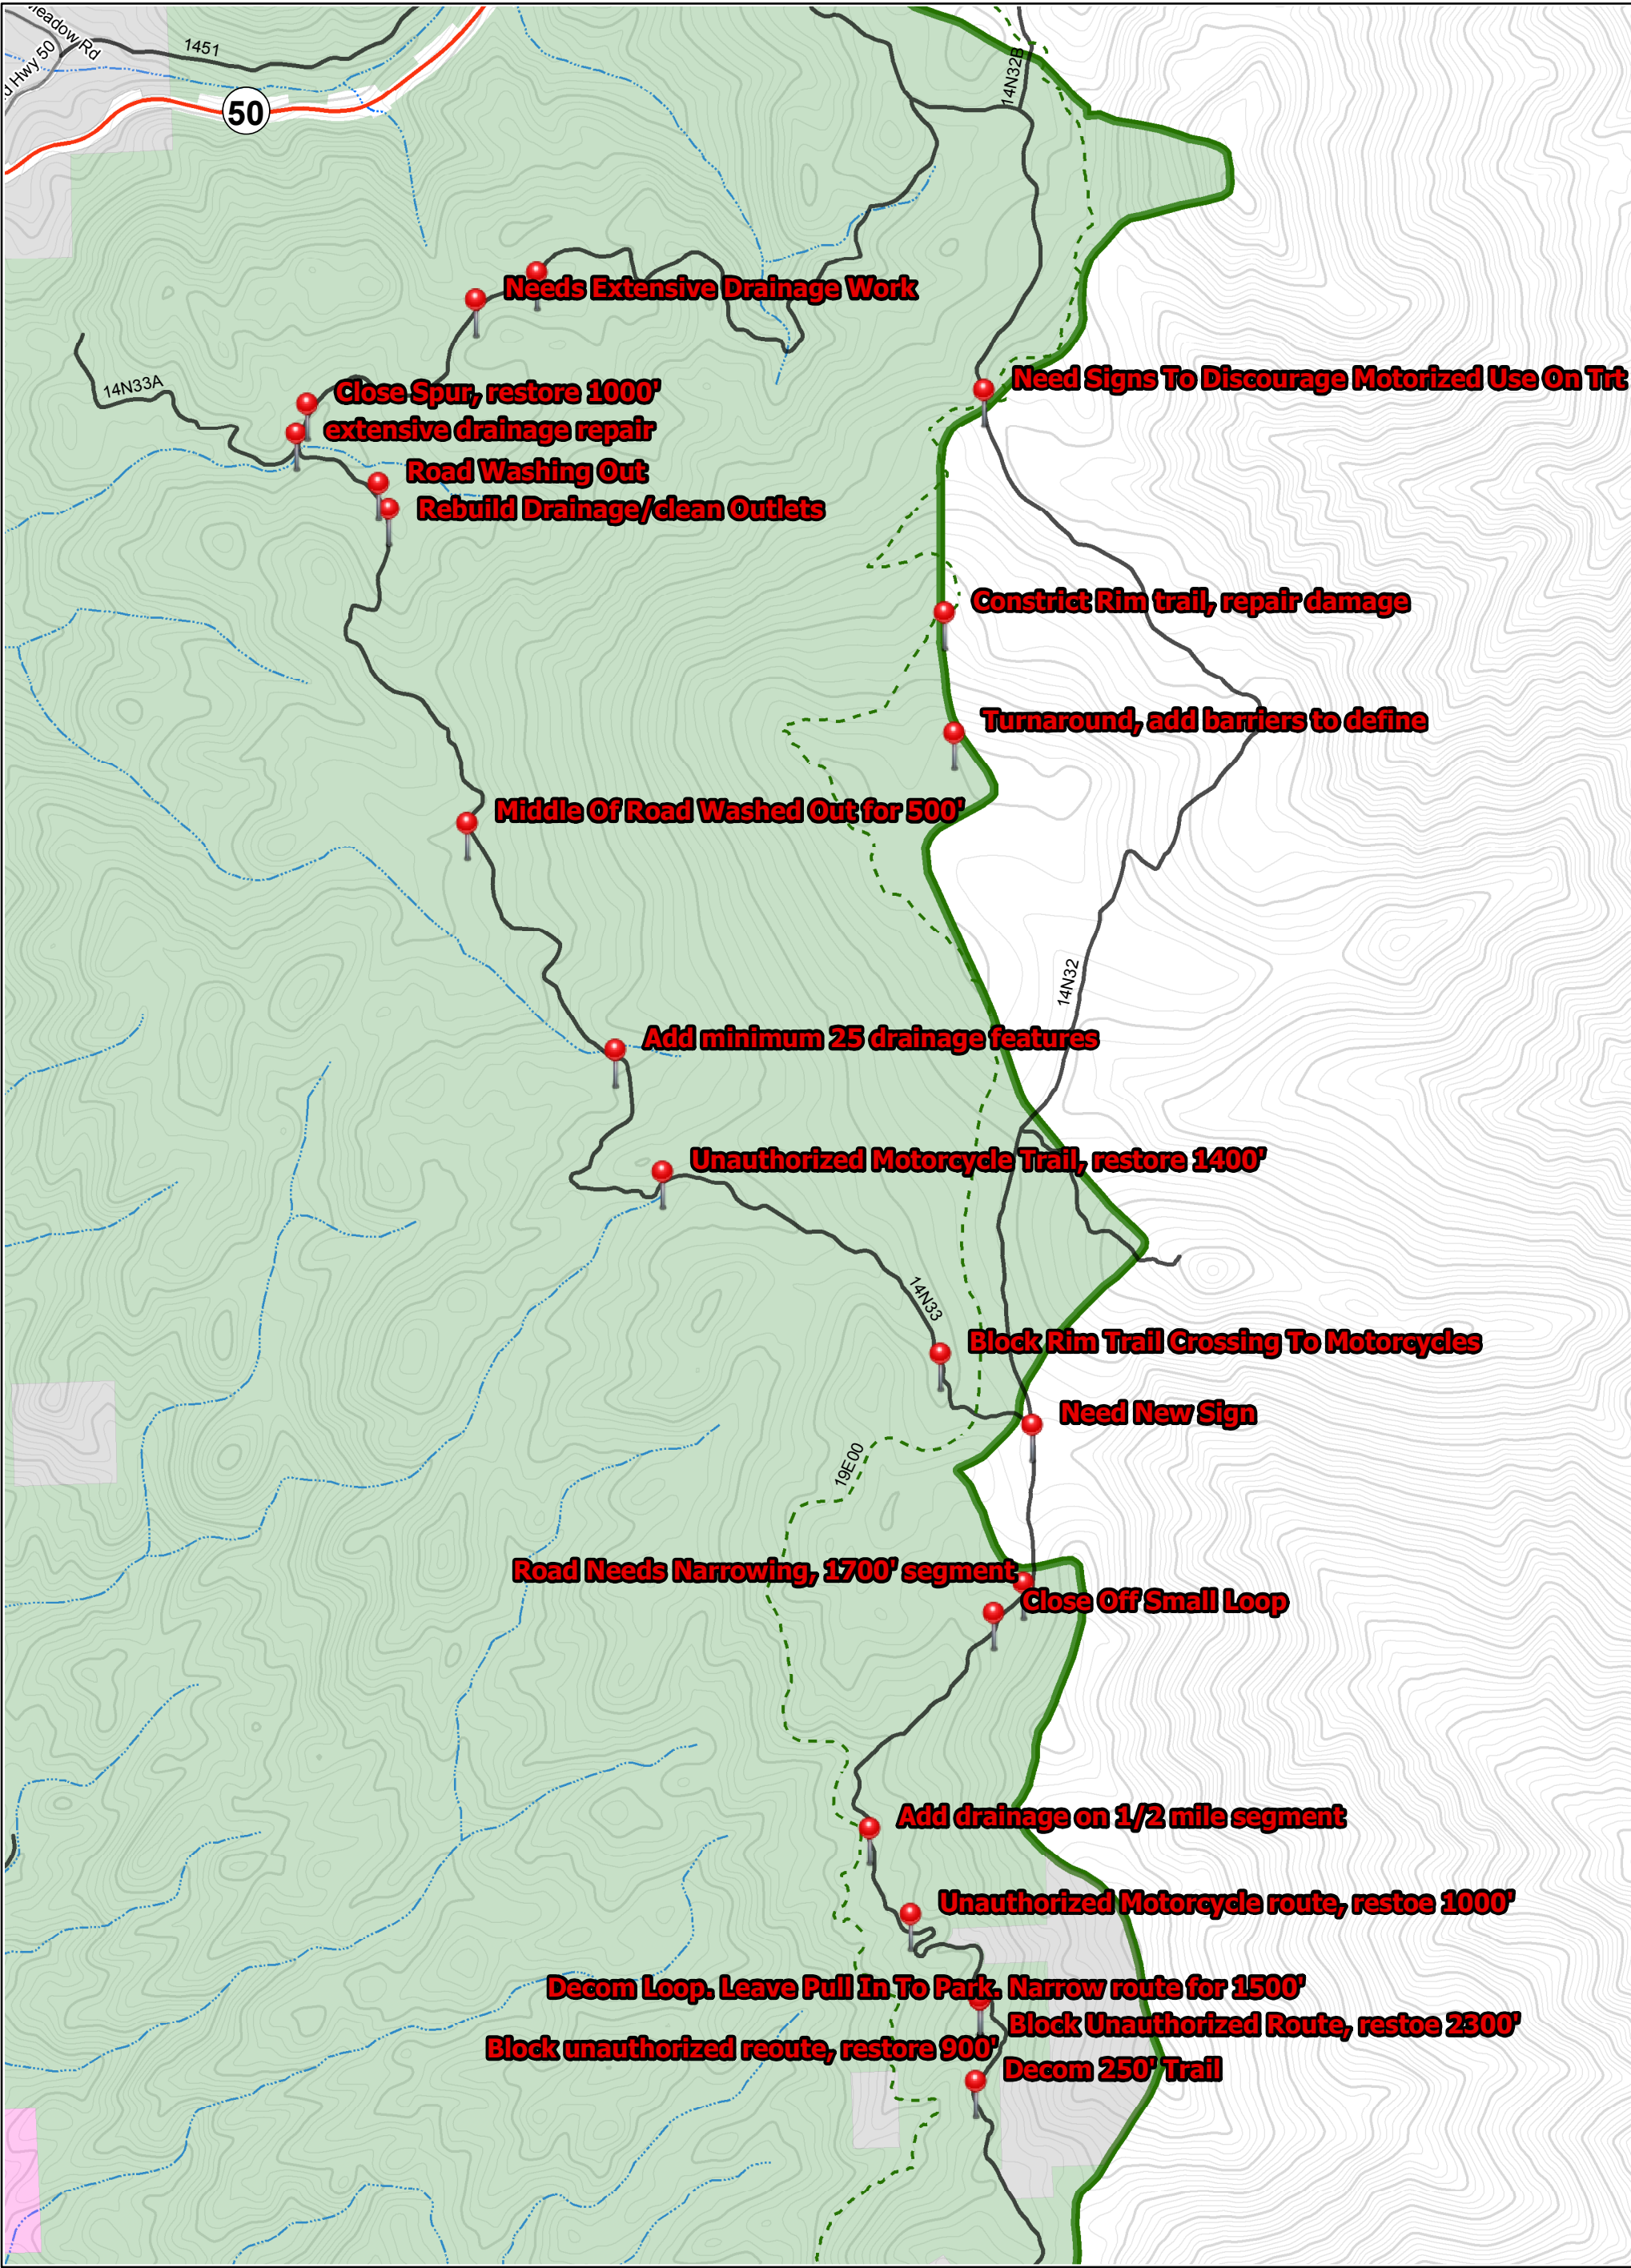 eadow Rd
d Hwy 50
1451
50
14N32B
Needs Extensive Drainage Work
Need Signs To Discourage Motorized Use On Trt
14N33A
Close Spur, restore 1000'
extensive drainage repair
Road Washing Out
Rebuild Drainage/clean Outlets
Constrict Rim trail, repair damage
Turnaround, add barriers to define
Middle Of Road Washed Out for 500'
14N32
Add minimum 25 drainage features
Unauthorized Motorcycle Trail, restore 1400'
14N33
Block Rim Trail Crossing To Motorcycles
Need New Sign
19E00
Road Needs Narrowing, 1700' segment
Close Off Small Loop
Add drainage on 1/2 mile segment
Unauthorized Motorcycle route, restoe 1000'
Decom Loop. Leave Pull In To Park. Narrow route for 1500'
Block Unauthorized Route, restoe 2300'
Block unauthorized reoute, restore 900'
Decom 250' Trail